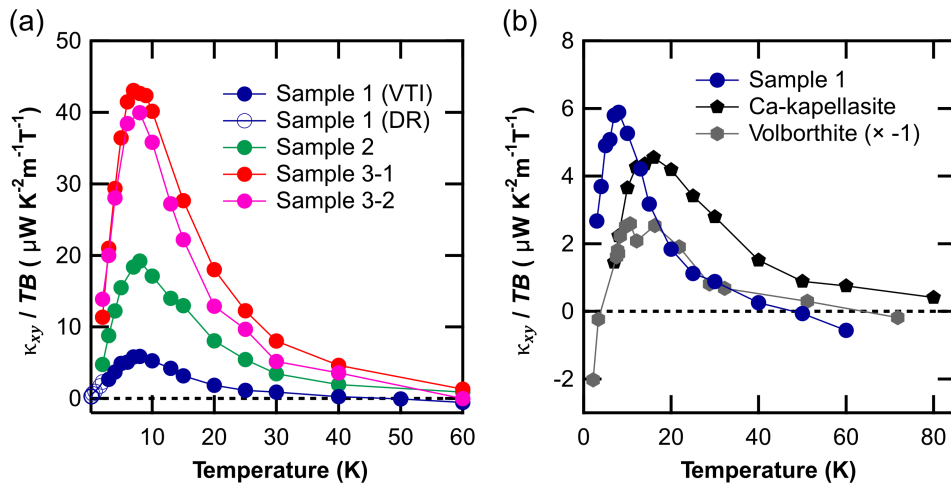 (a)
κxy / TB ( μW K-2m-1T-1)
50
40
30
20
10
0
Sample 1 (VTI)
Sample 1 (DR)
Sample 2
Sample 3-1
Sample 3-2
10
20
30
40
50
60
Temperature (K)
(b)
κxy / TB ( μW K-2m-1T-1)
6
4
2
0
-2
Sample 1
Ca-kapellasite
Volborthite (× -1)
0
20
40
60
80
Temperature (K)